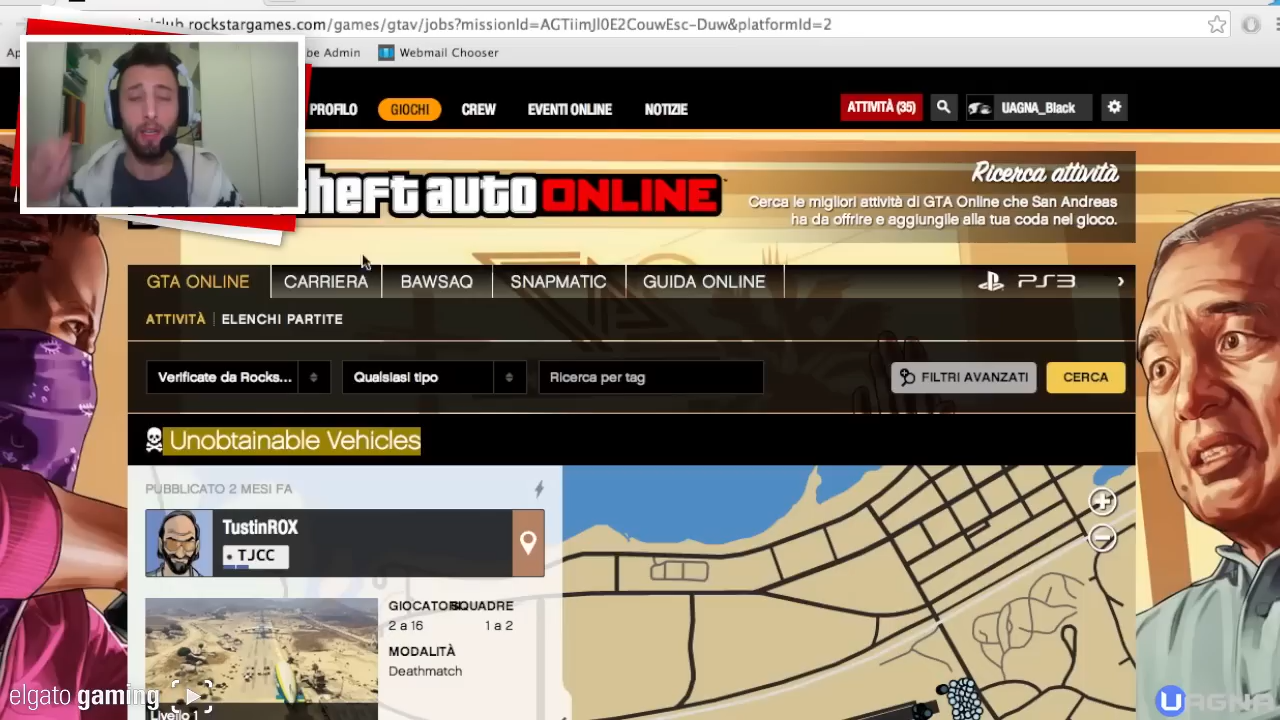 club.rockstargames.com/games/gtav/jobs?missionId=AGTiimJl0E2CouwEsc-Duw&platformId=2
Ap
be Admin
Webmail Chooser
PROFILO
GIOCHI
CREW
EVENTI ONLINE
NOTIZIE
ATTIVITÀ (35)
UAGNA_Black
theft auto ONLINE
Ricerca attività
Cerca le migliori attività di GTA Online che San Andreas
ha da offrire e aggiungile alla tua coda nel gioco.
GTA ONLINE
CARRIERA
BAWSAQ
SNAPMATIC
GUIDA ONLINE
PS3
ATTIVITÀ
ELENCHI PARTITE
Verificate da Rocks...
Qualsiasi tipo
Ricerca per tag
FILTRI AVANZATI
CERCA
Unobtainable Vehicles
PUBBLICATO 2 MESI FA
TustinROX
TJCC
GIOCATORI
SQUADRE
2 a 16
1 a 2
MODALITÀ
Deathmatch
Livello 1
elgato gaming
UAGNA